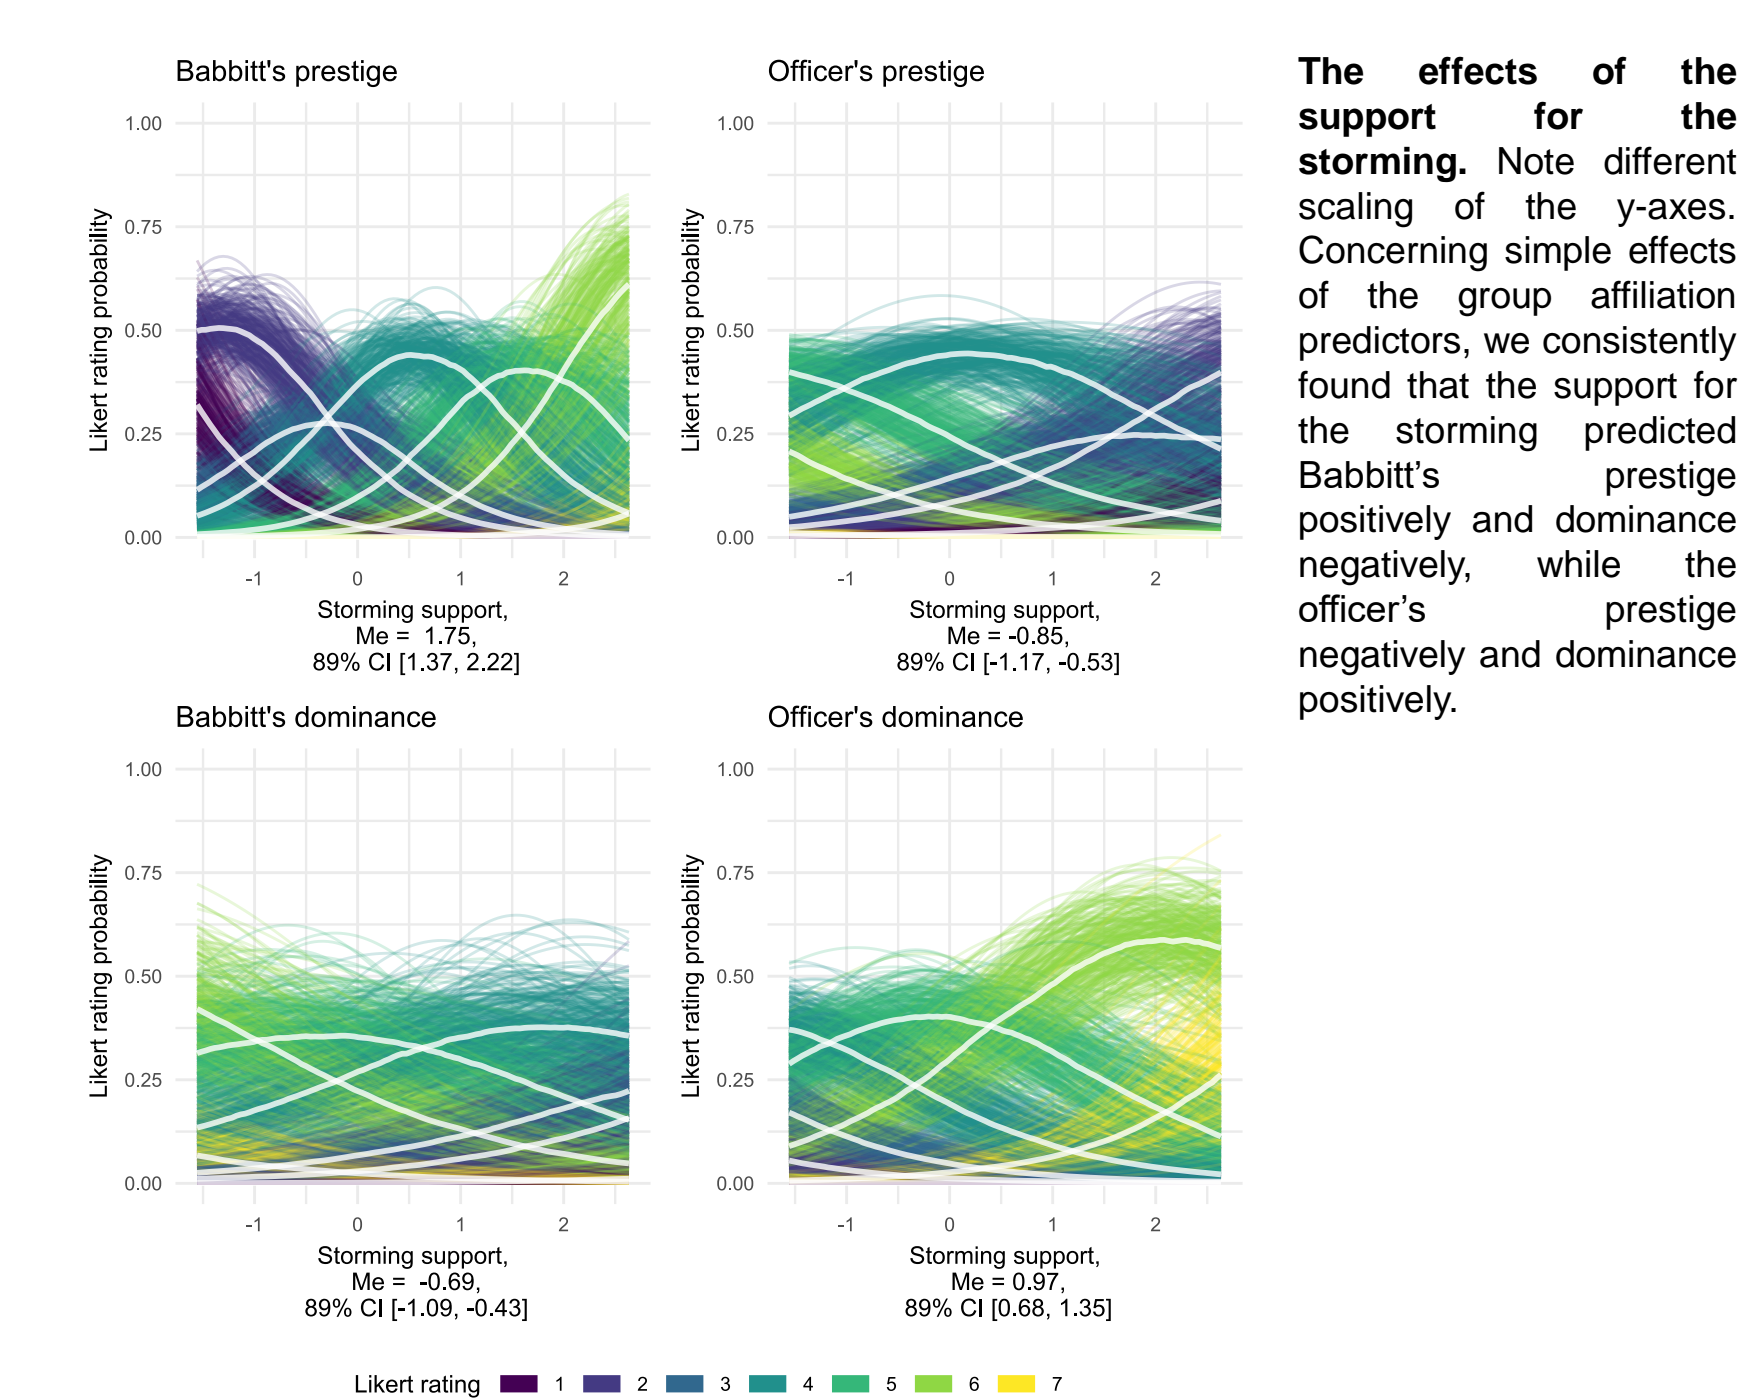 Babbitt's prestige
1.00
0.75
0.50
0.25
0.00
Likert rating probability
-1 0 1 2
Storming support,
Me = 1.75,
89% CI [1.37, 2.22]
Officer's prestige
1.00
0.75
0.50
0.25
0.00
Likert rating probability
-1 0 1 2
Storming support,
Me = -0.85,
89% CI [-1.17, -0.53]
Babbitt's dominance
1.00
0.75
0.50
0.25
0.00
Likert rating probability
-1 0 1 2
Storming support,
Me = -0.69,
89% CI [-1.09, -0.43]
Officer's dominance
1.00
0.75
0.50
0.25
0.00
Likert rating probability
-1 0 1 2
Storming support,
Me = 0.97,
89% CI [0.68, 1.35]
Likert rating 1 2 3 4 5 6 7
The effects of the
support for the
storming. Note different
scaling of the y-axes.
Concerning simple effects
of the group affiliation
predictors, we consistently
found that the support for
the storming predicted
Babbitt’s prestige
positively and dominance
negatively, while the
officer’s prestige
negatively and dominance
positively.